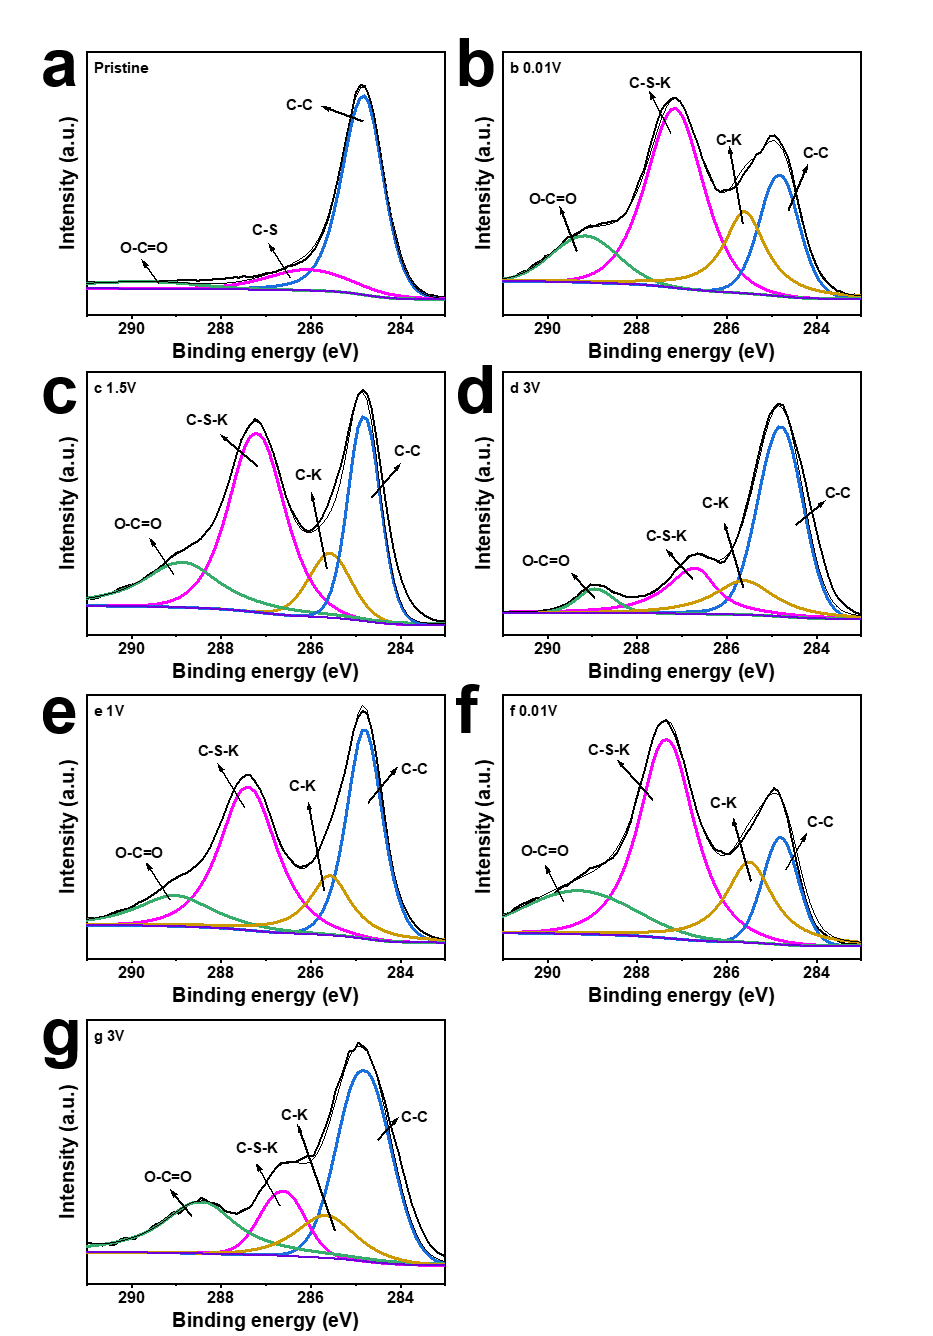 a
Pristine
C-C
C-S
O-C=O
Intensity (a.u.)
290 288 286 284
Binding energy (eV)
b
b 0.01V
C-S-K
C-K
C-C
O-C=O
Intensity (a.u.)
290 288 286 284
Binding energy (eV)
c
c 1.5V
C-S-K
C-C
C-K
O-C=O
Intensity (a.u.)
290 288 286 284
Binding energy (eV)
d
d 3V
C-C
C-K
C-S-K
O-C=O
Intensity (a.u.)
290 288 286 284
Binding energy (eV)
e
e 1V
C-S-K
C-C
C-K
O-C=O
Intensity (a.u.)
290 288 286 284
Binding energy (eV)
f
f 0.01V
C-S-K
C-K
C-C
O-C=O
Intensity (a.u.)
290 288 286 284
Binding energy (eV)
g
g 3V
C-K
C-C
C-S-K
O-C=O
Intensity (a.u.)
290 288 286 284
Binding energy (eV)